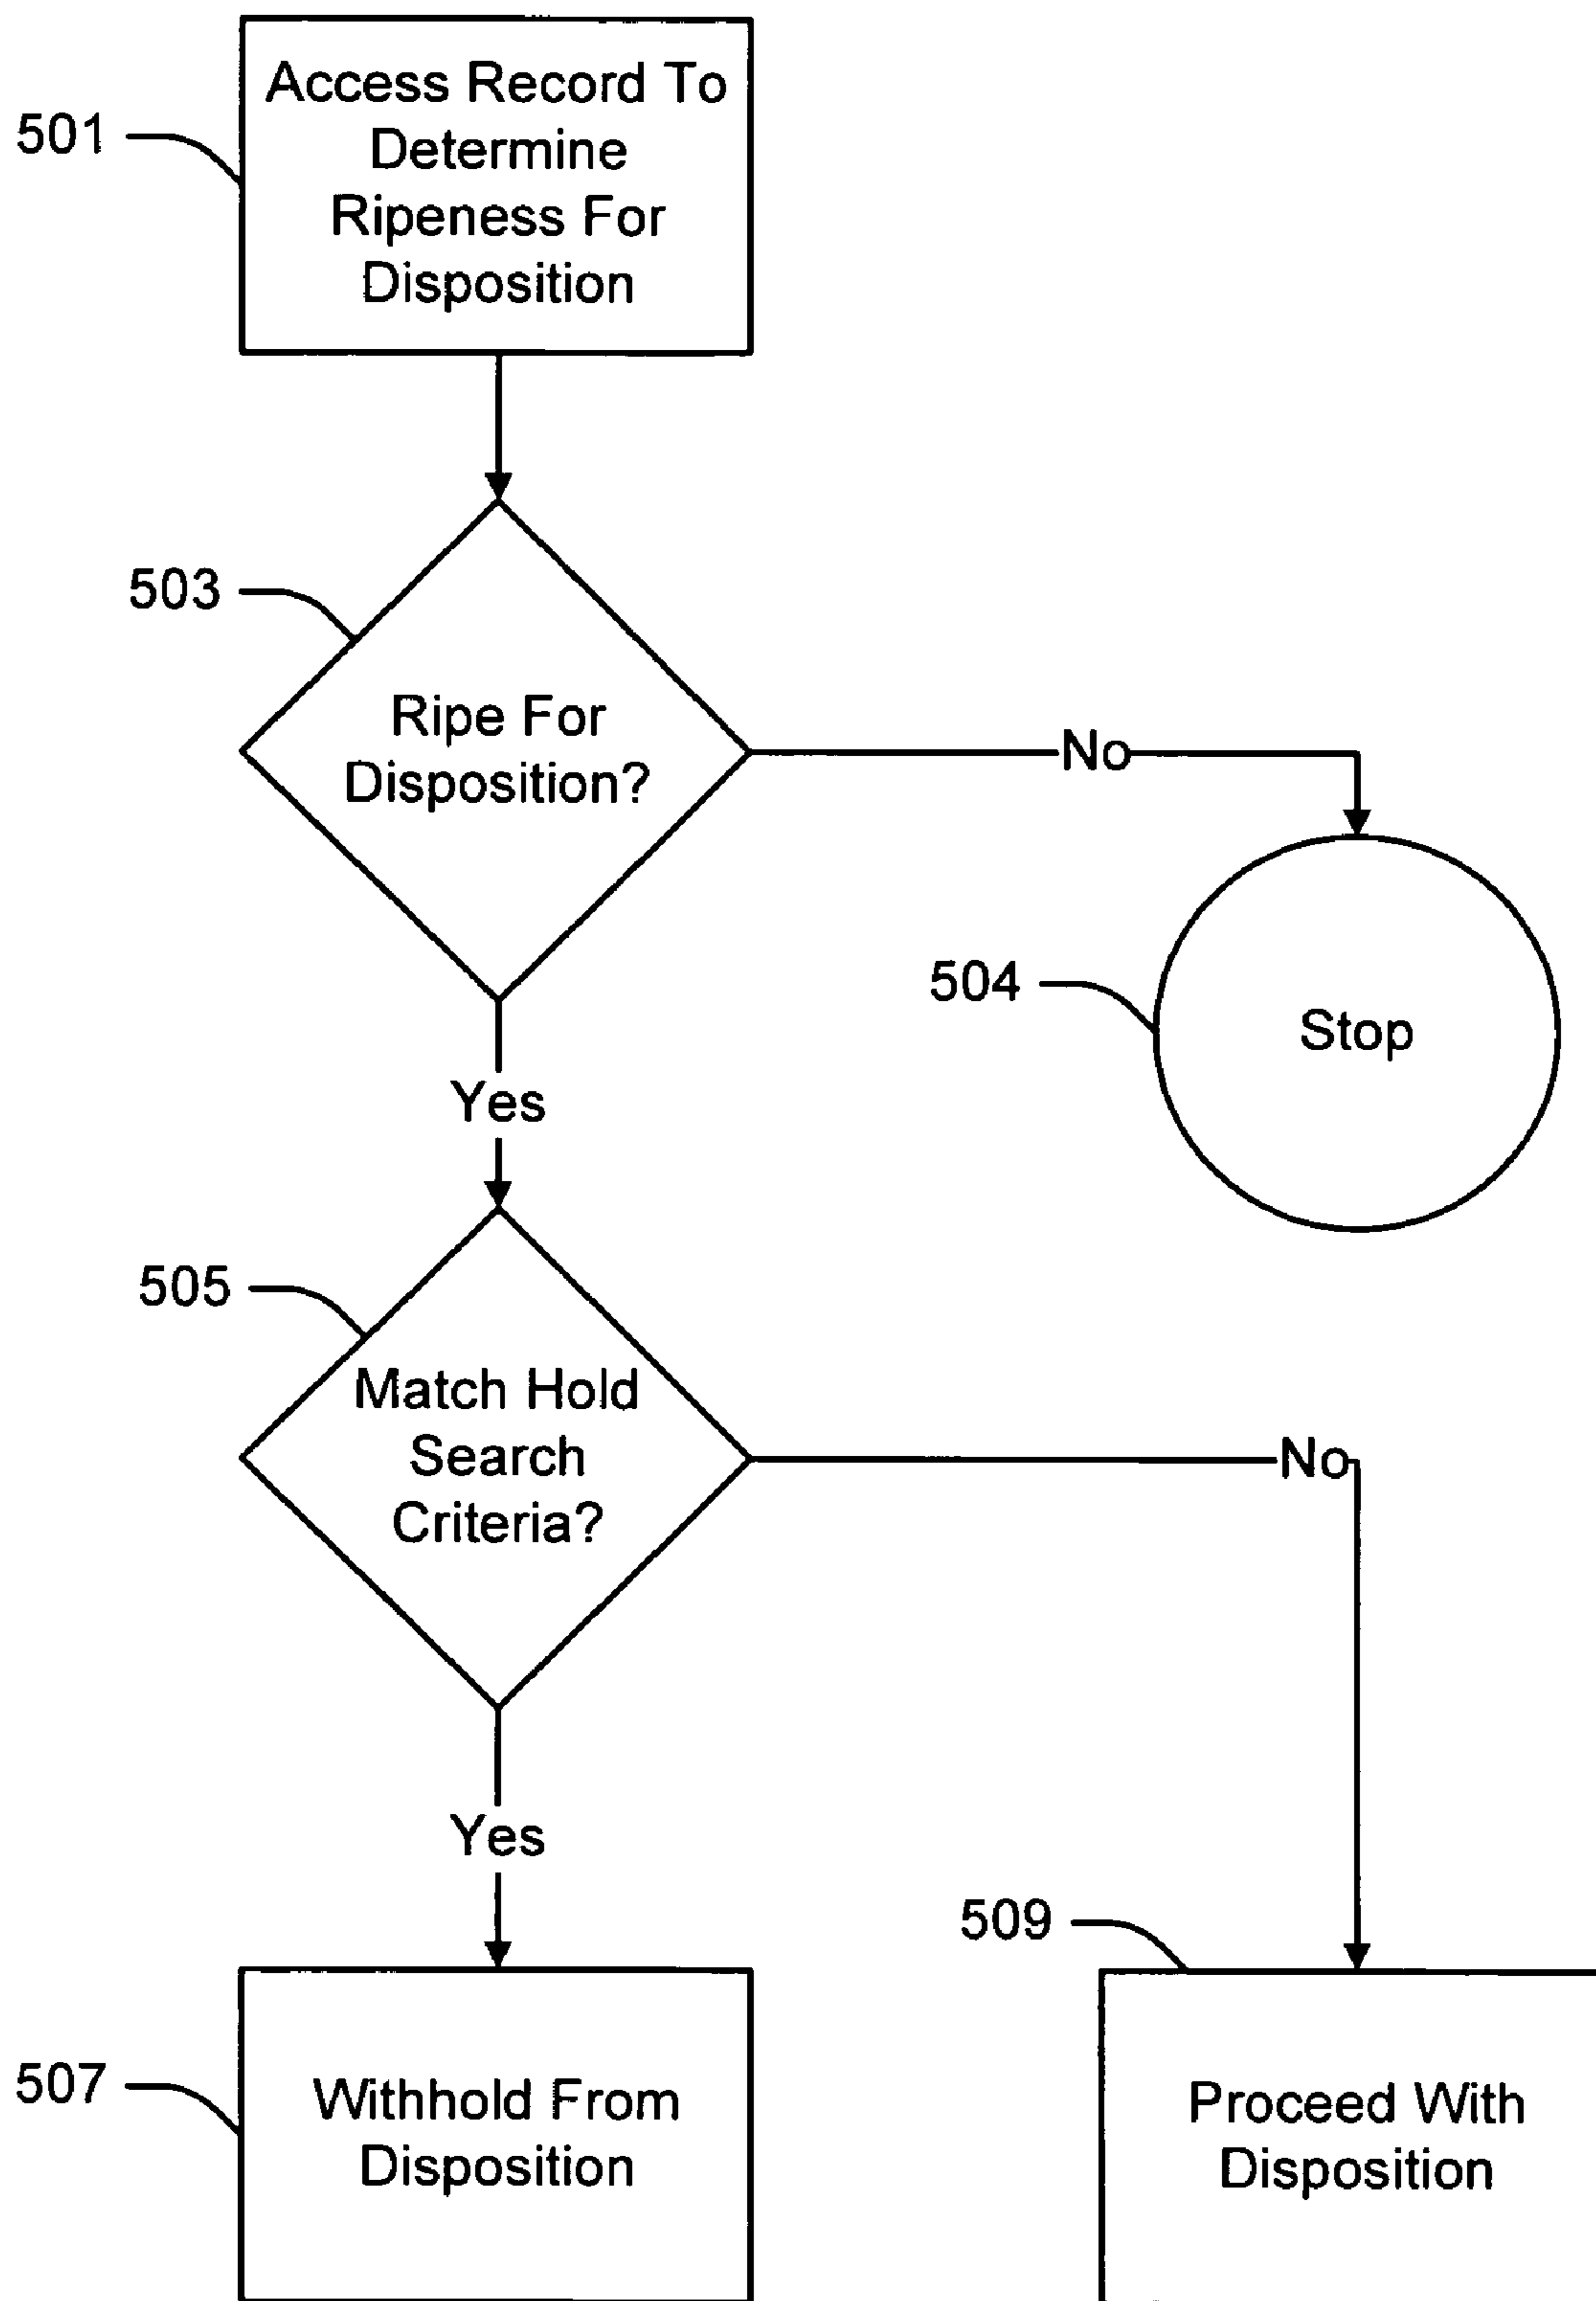 501
Access Record To
Determine
Ripeness For
Disposition
503
Ripe For
Disposition?
No
504
Stop
Yes
505
Match Hold
Search
Criteria?
No
Yes
507
Withhold From
Disposition
509
Proceed With
Disposition